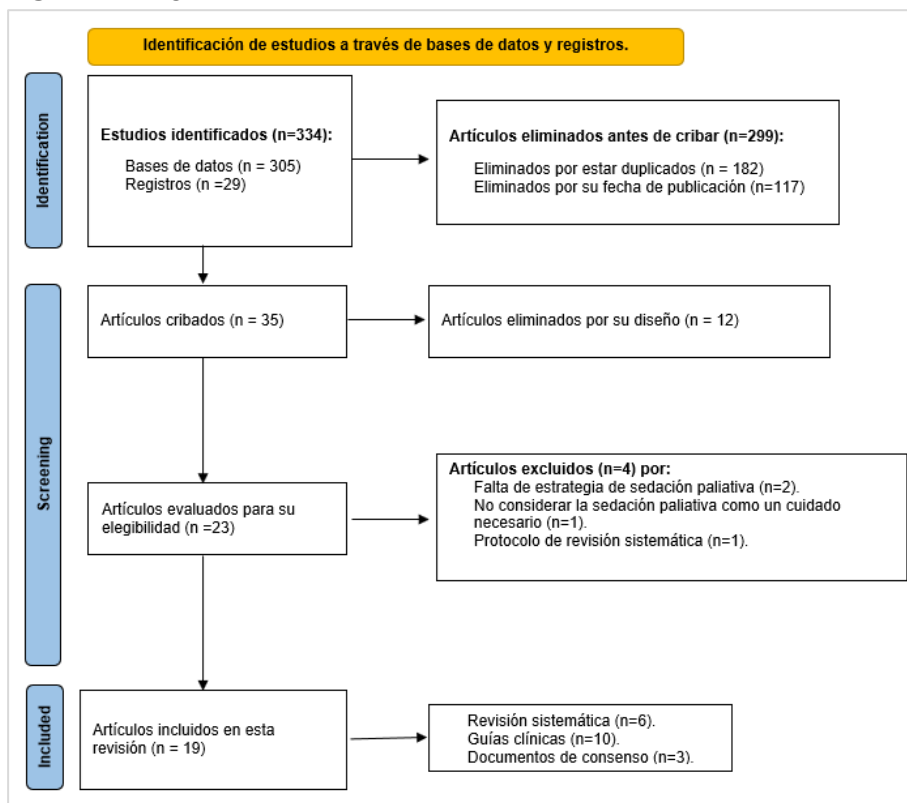 Identificación de estudios a través de bases de datos y registros.
Identification
Estudios identificados (n=334):
Bases de datos (n = 305)
Registros (n =29)
Artículos eliminados antes de cribar (n=299):
Eliminados por estar duplicados (n = 182)
Eliminados por su fecha de publicación (n=117)
Screening
Artículos cribados (n = 35)
Artículos eliminados por su diseño (n = 12)
Artículos evaluados para su
elegibilidad (n =23)
Artículos excluidos (n=4) por:
Falta de estrategia de sedación paliativa (n=2).
No considerar la sedación paliativa como un cuidado
necesario (n=1).
Protocolo de revisión sistemática (n=1).
Included
Artículos incluidos en esta
revisión (n = 19)
Revisión sistemática (n=6).
Guías clínicas (n=10).
Documentos de consenso (n=3).